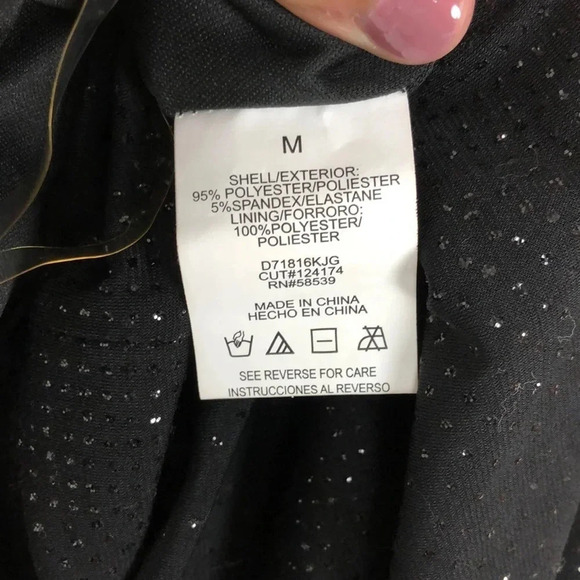 M
SHELL/EXTERIOR:
95% POLYESTER/POLIESTER
5%SPANDEX/ELASTANE
LINING/FORRORO:
100%POLYESTER/
POLIESTER
D71816KJG
CUT#124174
RN#58539
MADE IN CHINA
HECHO EN CHINA
SEE REVERSE FOR CARE
INSTRUCCIONES AL REVERSO